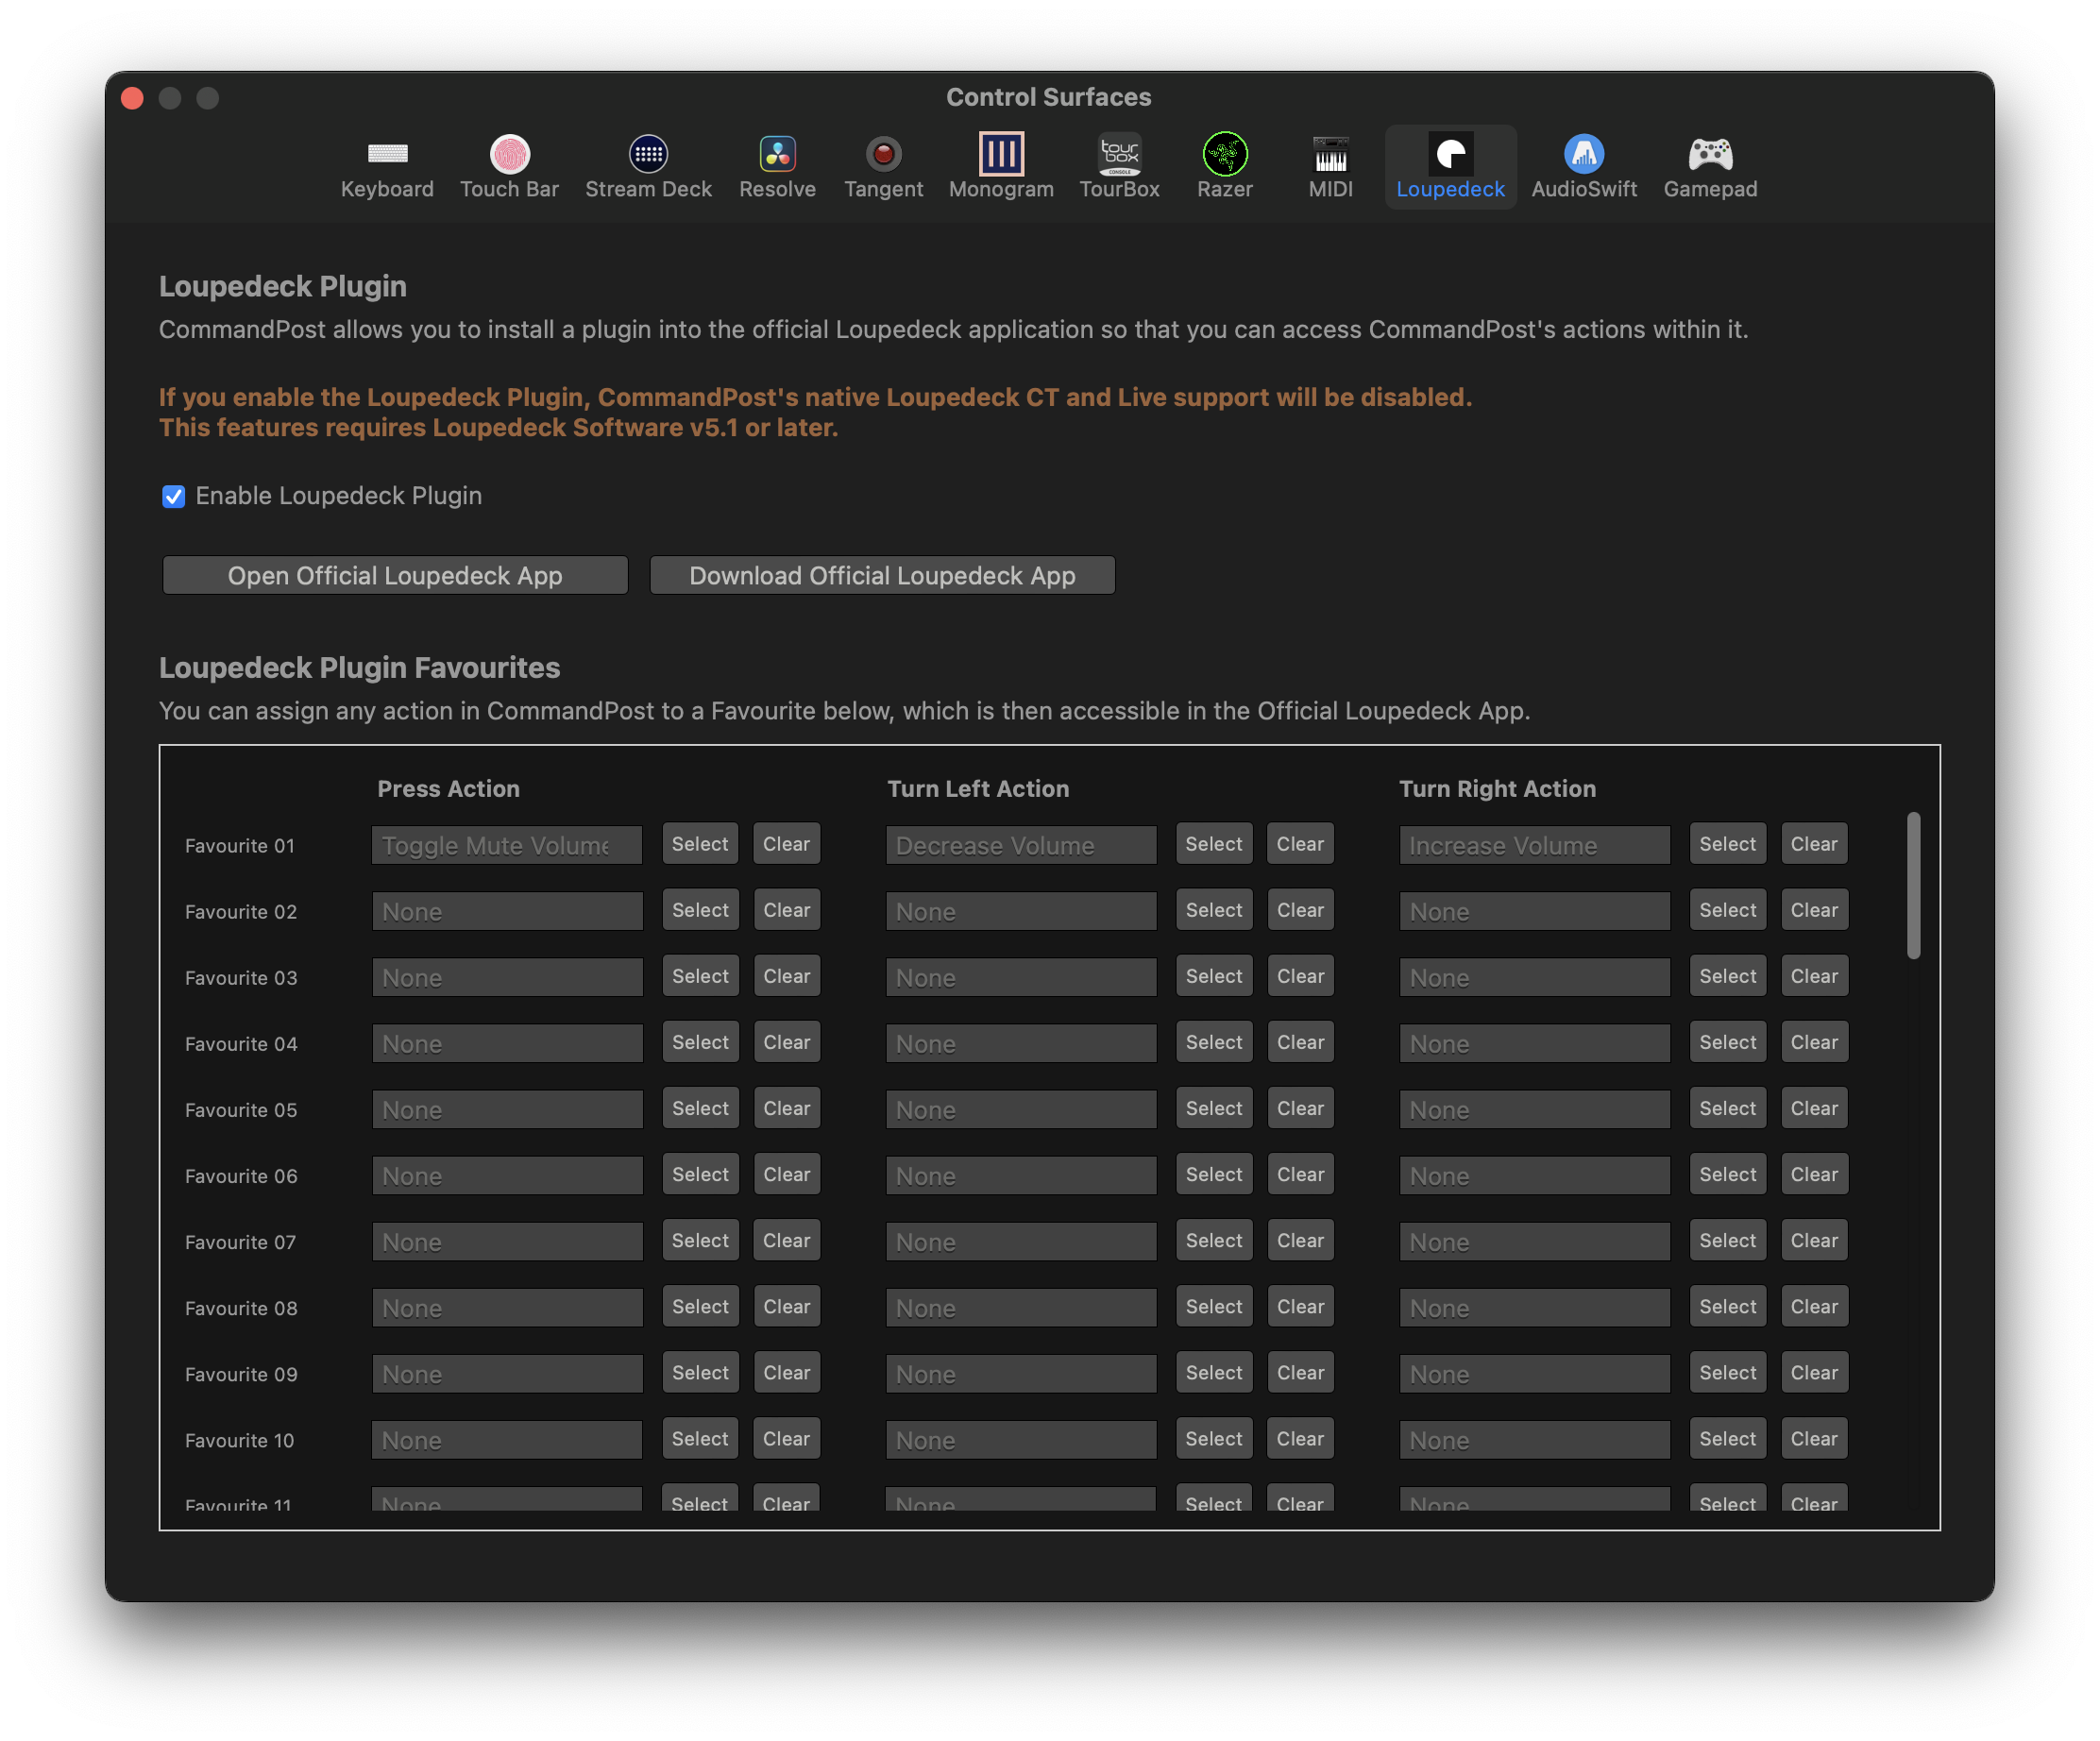 Control Surfaces
Keyboard Touch Bar Stream Deck Resolve Tangent Monogram TourBox Razer MIDI Loupedeck AudioSwift Gamepad
tour
box
CONSOLE
Loupedeck Plugin
CommandPost allows you to install a plugin into the official Loupedeck application so that you can access CommandPost's actions within it.
If you enable the Loupedeck Plugin, CommandPost's native Loupedeck CT and Live support will be disabled.
This features requires Loupedeck Software v5.1 or later.
Enable Loupedeck Plugin
Open Official Loupedeck App Download Official Loupedeck App
Loupedeck Plugin Favourites
You can assign any action in CommandPost to a Favourite below, which is then accessible in the Official Loupedeck App.
Press Action Turn Left Action Turn Right Action
Favourite 01 Toggle Mute Volume Select Clear Decrease Volume Select Clear Increase Volume Select Clear
Favourite 02 None Select Clear None Select Clear None Select Clear
Favourite 03 None Select Clear None Select Clear None Select Clear
Favourite 04 None Select Clear None Select Clear None Select Clear
Favourite 05 None Select Clear None Select Clear None Select Clear
Favourite 06 None Select Clear None Select Clear None Select Clear
Favourite 07 None Select Clear None Select Clear None Select Clear
Favourite 08 None Select Clear None Select Clear None Select Clear
Favourite 09 None Select Clear None Select Clear None Select Clear
Favourite 10 None Select Clear None Select Clear None Select Clear
Favourite 11 None Select Clear None Select Clear None Select Clear